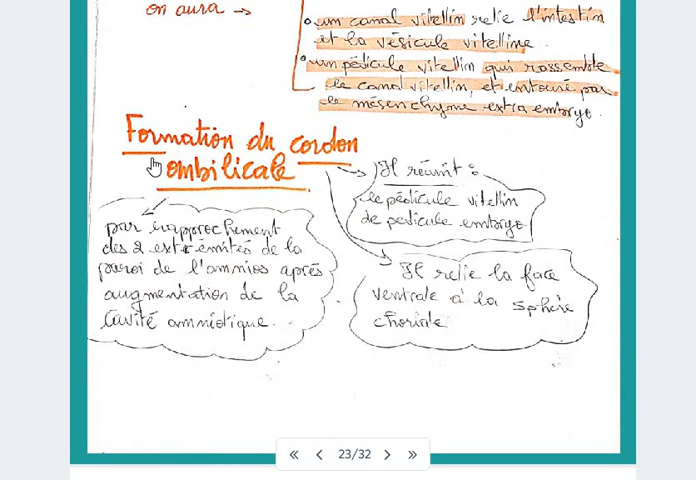 on aura →
un canal vitellin relie l'intestin
et la vésicule vitelline.
un pédicule vitellin qui rassemble
le canal vitellin, et entouré par
le mésenchyme extra embryo.
Formation du cordon
ombilicale
Il réunit :
le pédicule vitellin
de pedicule embryo
par rapprochement
des 2 extrémités de la
paroi de l'amnios après
augmentation de la
Cavité amniotique.
Il relie la face
ventrale à la sphère
choriale
23/32